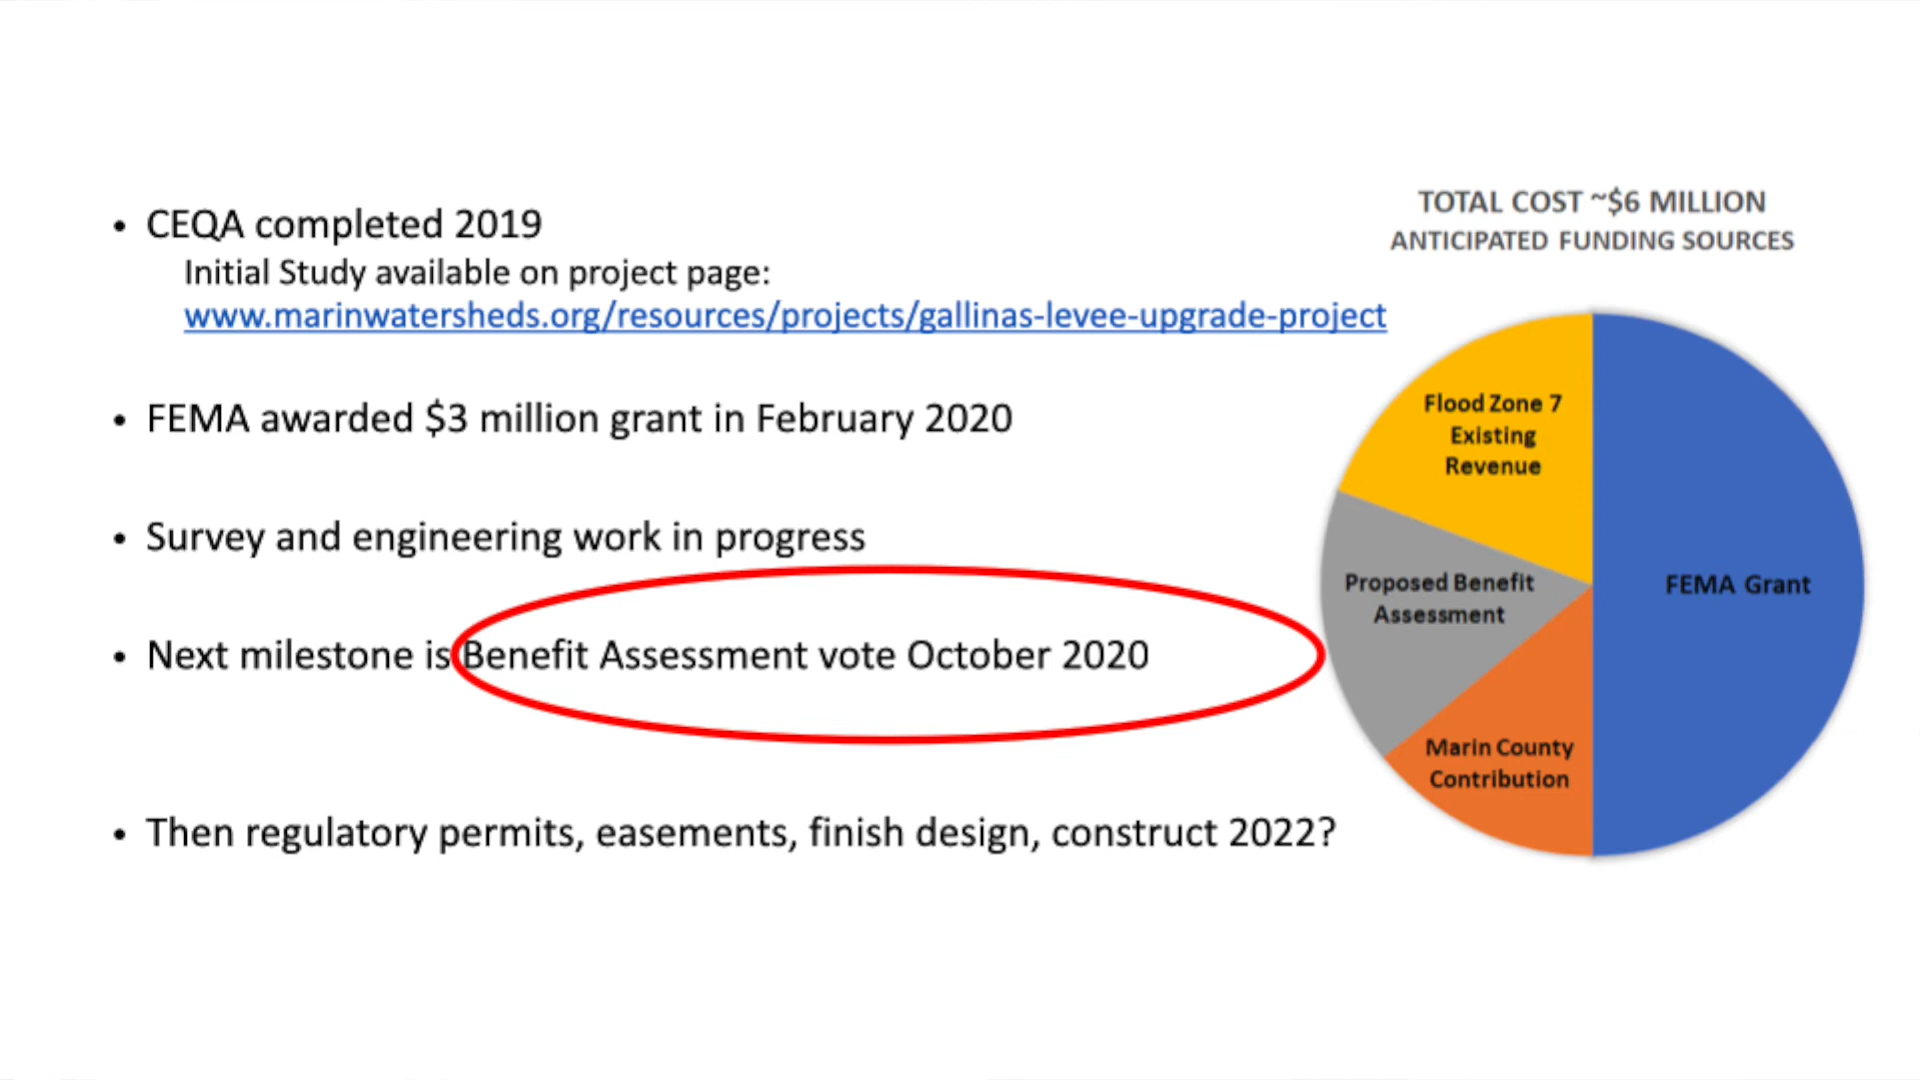 • CEQA completed 2019
Initial Study available on project page:
www.marinwatersheds.org/resources/projects/gallinas-levee-upgrade-project
• FEMA awarded $3 million grant in February 2020
• Survey and engineering work in progress
• Next milestone is Benefit Assessment vote October 2020
• Then regulatory permits, easements, finish design, construct 2022?
TOTAL COST ~$6 MILLION
ANTICIPATED FUNDING SOURCES
Flood Zone 7
Existing
Revenue
Proposed Benefit
Assessment
FEMA Grant
Marin County
Contribution